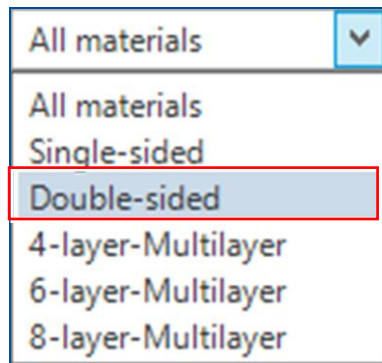 All materials
All materials
Single-sided
Double-sided
4-layer-Multilayer
6-layer-Multilayer
8-layer-Multilayer